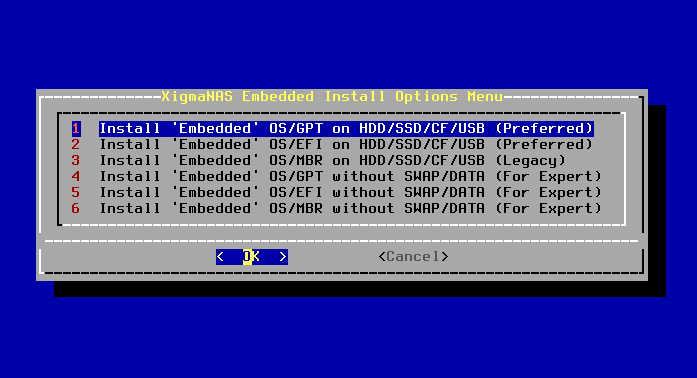 XigmaNAS Embedded Install Options Menu
1 Install 'Embedded' OS/GPT on HDD/SSD/CF/USB (Preferred)
2 Install 'Embedded' OS/EFI on HDD/SSD/CF/USB (Preferred)
3 Install 'Embedded' OS/MBR on HDD/SSD/CF/USB (Legacy)
4 Install 'Embedded' OS/GPT without SWAP/DATA (For Expert)
5 Install 'Embedded' OS/EFI without SWAP/DATA (For Expert)
6 Install 'Embedded' OS/MBR without SWAP/DATA (For Expert)
< OK > <Cancel>